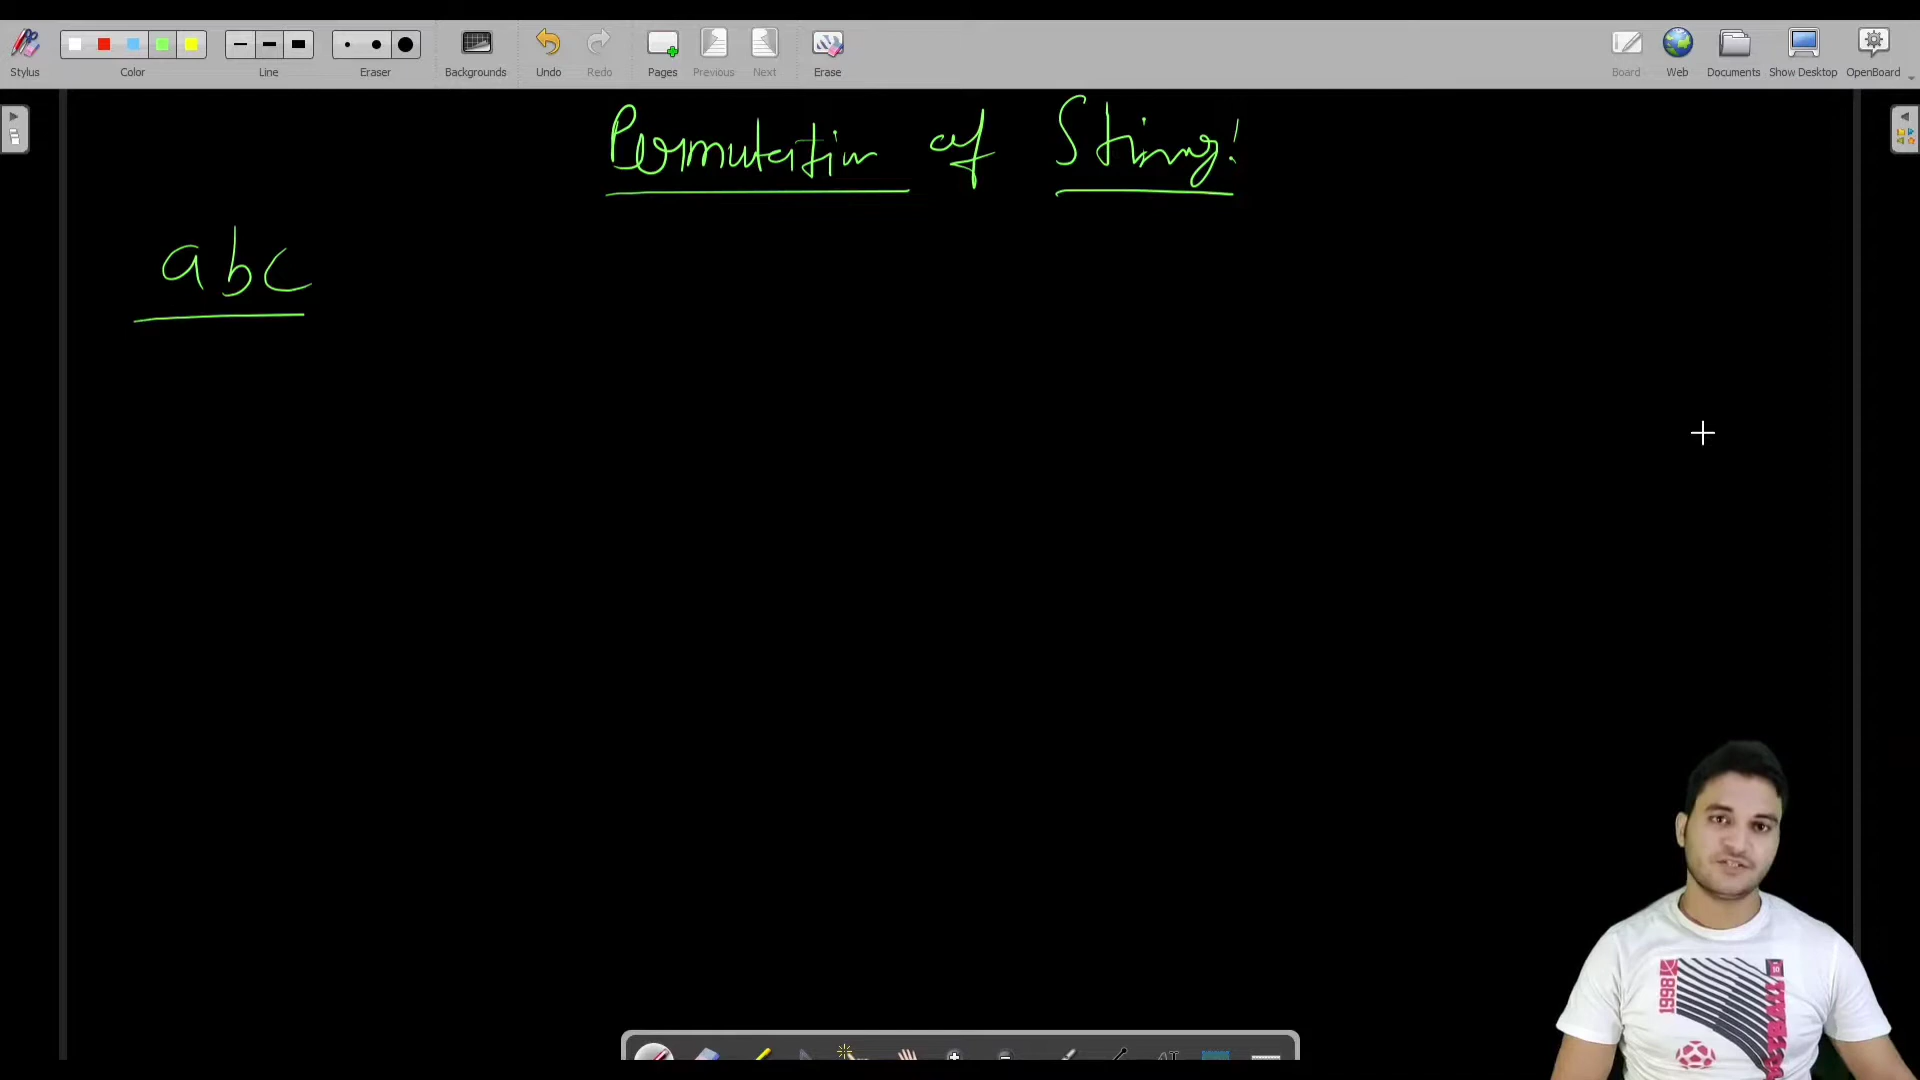 Stylus Color Line Eraser Backgrounds Undo Redo Pages Previous Next Erase Board Web Documents Show Desktop OpenBoard
Permutation of String!
abc
1998